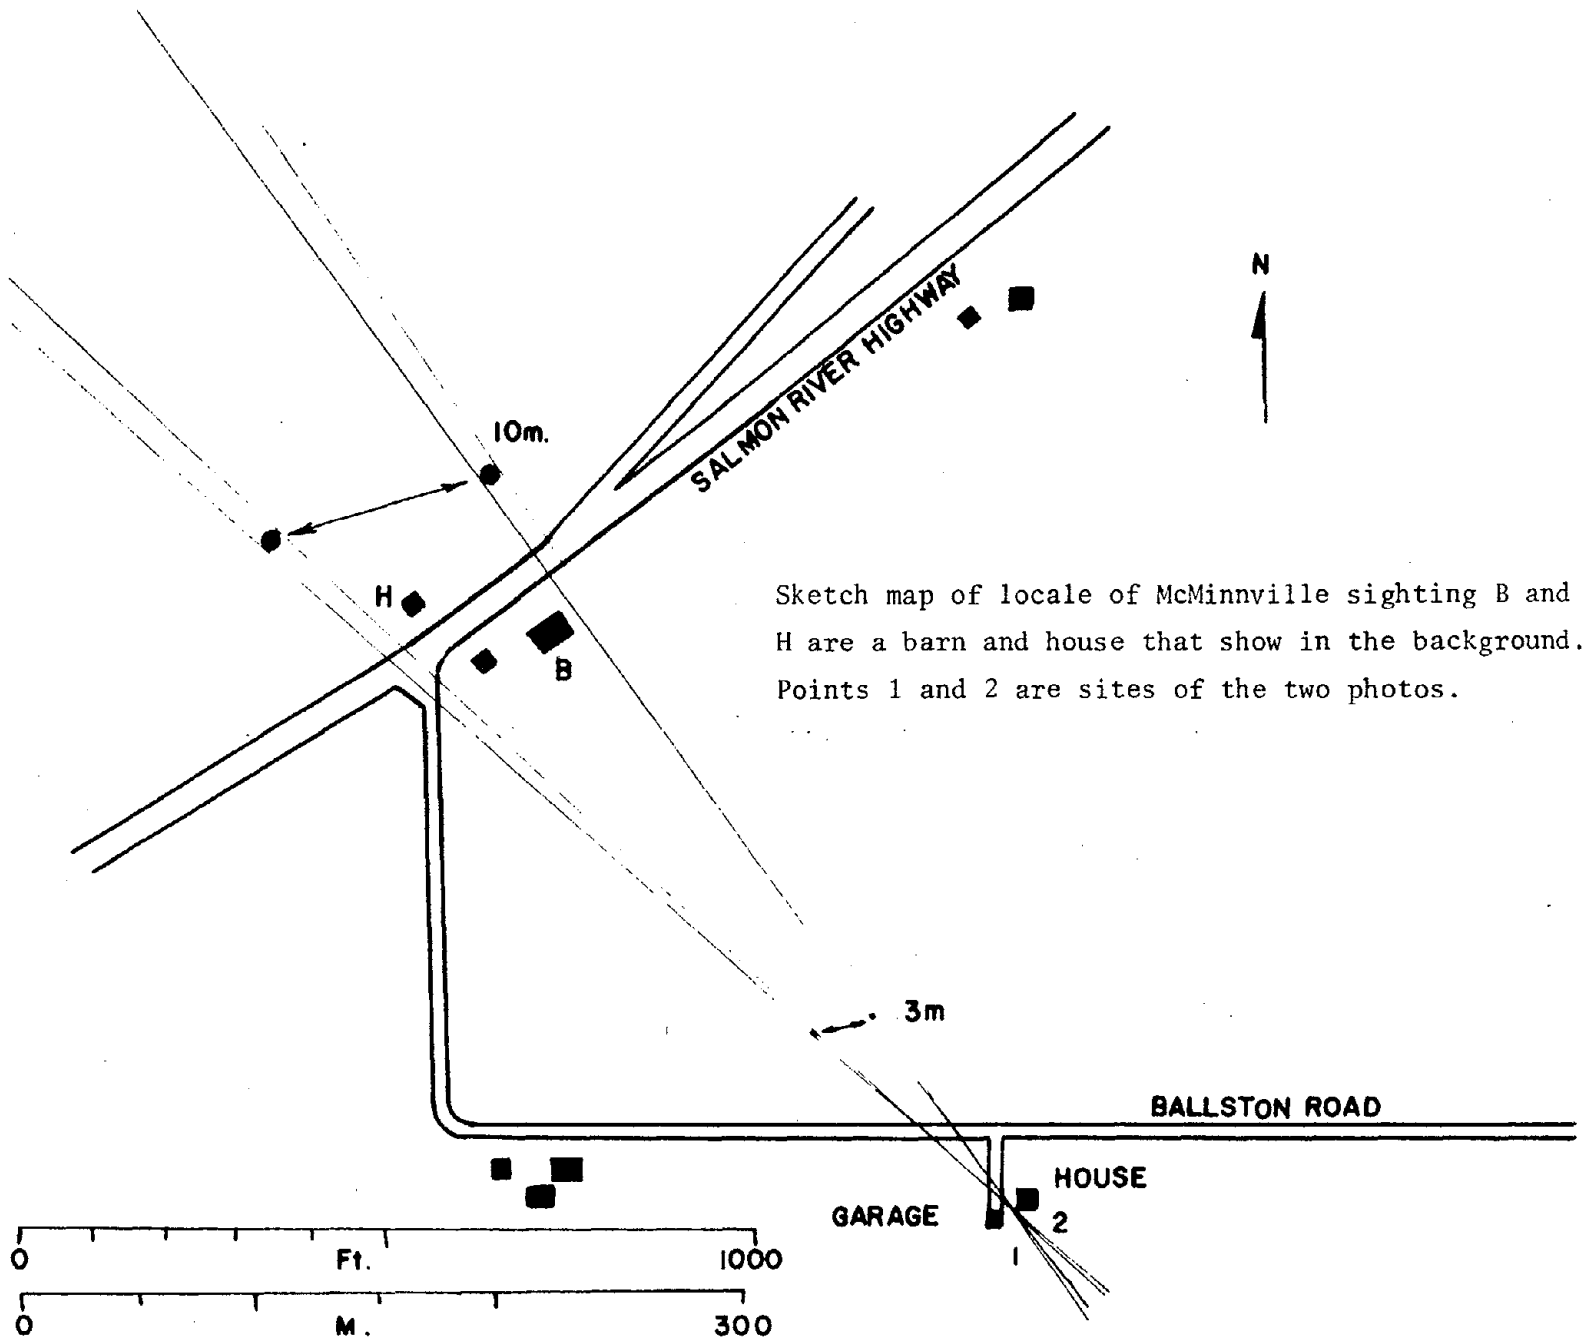 N
10m.
SALMON RIVER HIGHWAY
H
B
Sketch map of locale of McMinnville sighting B and
H are a barn and house that show in the background.
Points 1 and 2 are sites of the two photos.
3m
BALLSTON ROAD
HOUSE
GARAGE
2
1
0 Ft. 1000
0 M. 300